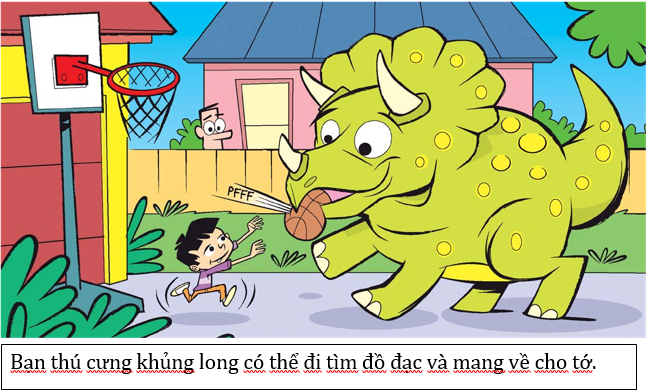 PFFF
Bạn thú cưng khủng long có thể đi tìm đồ đạc và mang về cho tớ.